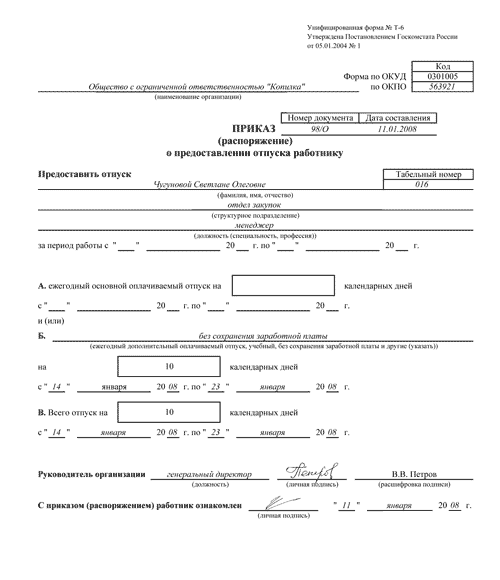 Унифицированная форма № Т-6
Утверждена Постановлением Госкомстата России
от 05.01.2004 № 1
Код
Форма по ОКУД 0301005
Общество с ограниченной ответственностью "Копилка" по ОКПО 563921
(наименование организации)
Номер документа Дата составления
ПРИКАЗ 98/О 11.01.2008
(распоряжение)
о предоставлении отпуска работнику
Предоставить отпуск Табельный номер
Чугуновой Светлане Олеговне 016
(фамилия, имя, отчество)
отдел закупок
(структурное подразделение)
менеджер
(должность (специальность, профессия))
за период работы с " " 20 г. по " " 20 г.
А. ежегодный основной оплачиваемый отпуск на календарных дней
с " " 20 г. по " " 20 г.
и (или)
Б. без сохранения заработной платы
(ежегодный дополнительный оплачиваемый отпуск, учебный, без сохранения заработной платы и другие (указать))
на 10 календарных дней
с " 14 " января 20 08 г. по " 23 " января 20 08 г.
В. Всего отпуск на 10 календарных дней
с " 14 " января 20 08 г. по " 23 " января 20 08 г.
Руководитель организации генеральный директор Петров В.В. Петров
(должность) (личная подпись) (расшифровка подписи)
С приказом (распоряжением) работник ознакомлен " 11 " января 20 08 г.
(личная подпись)